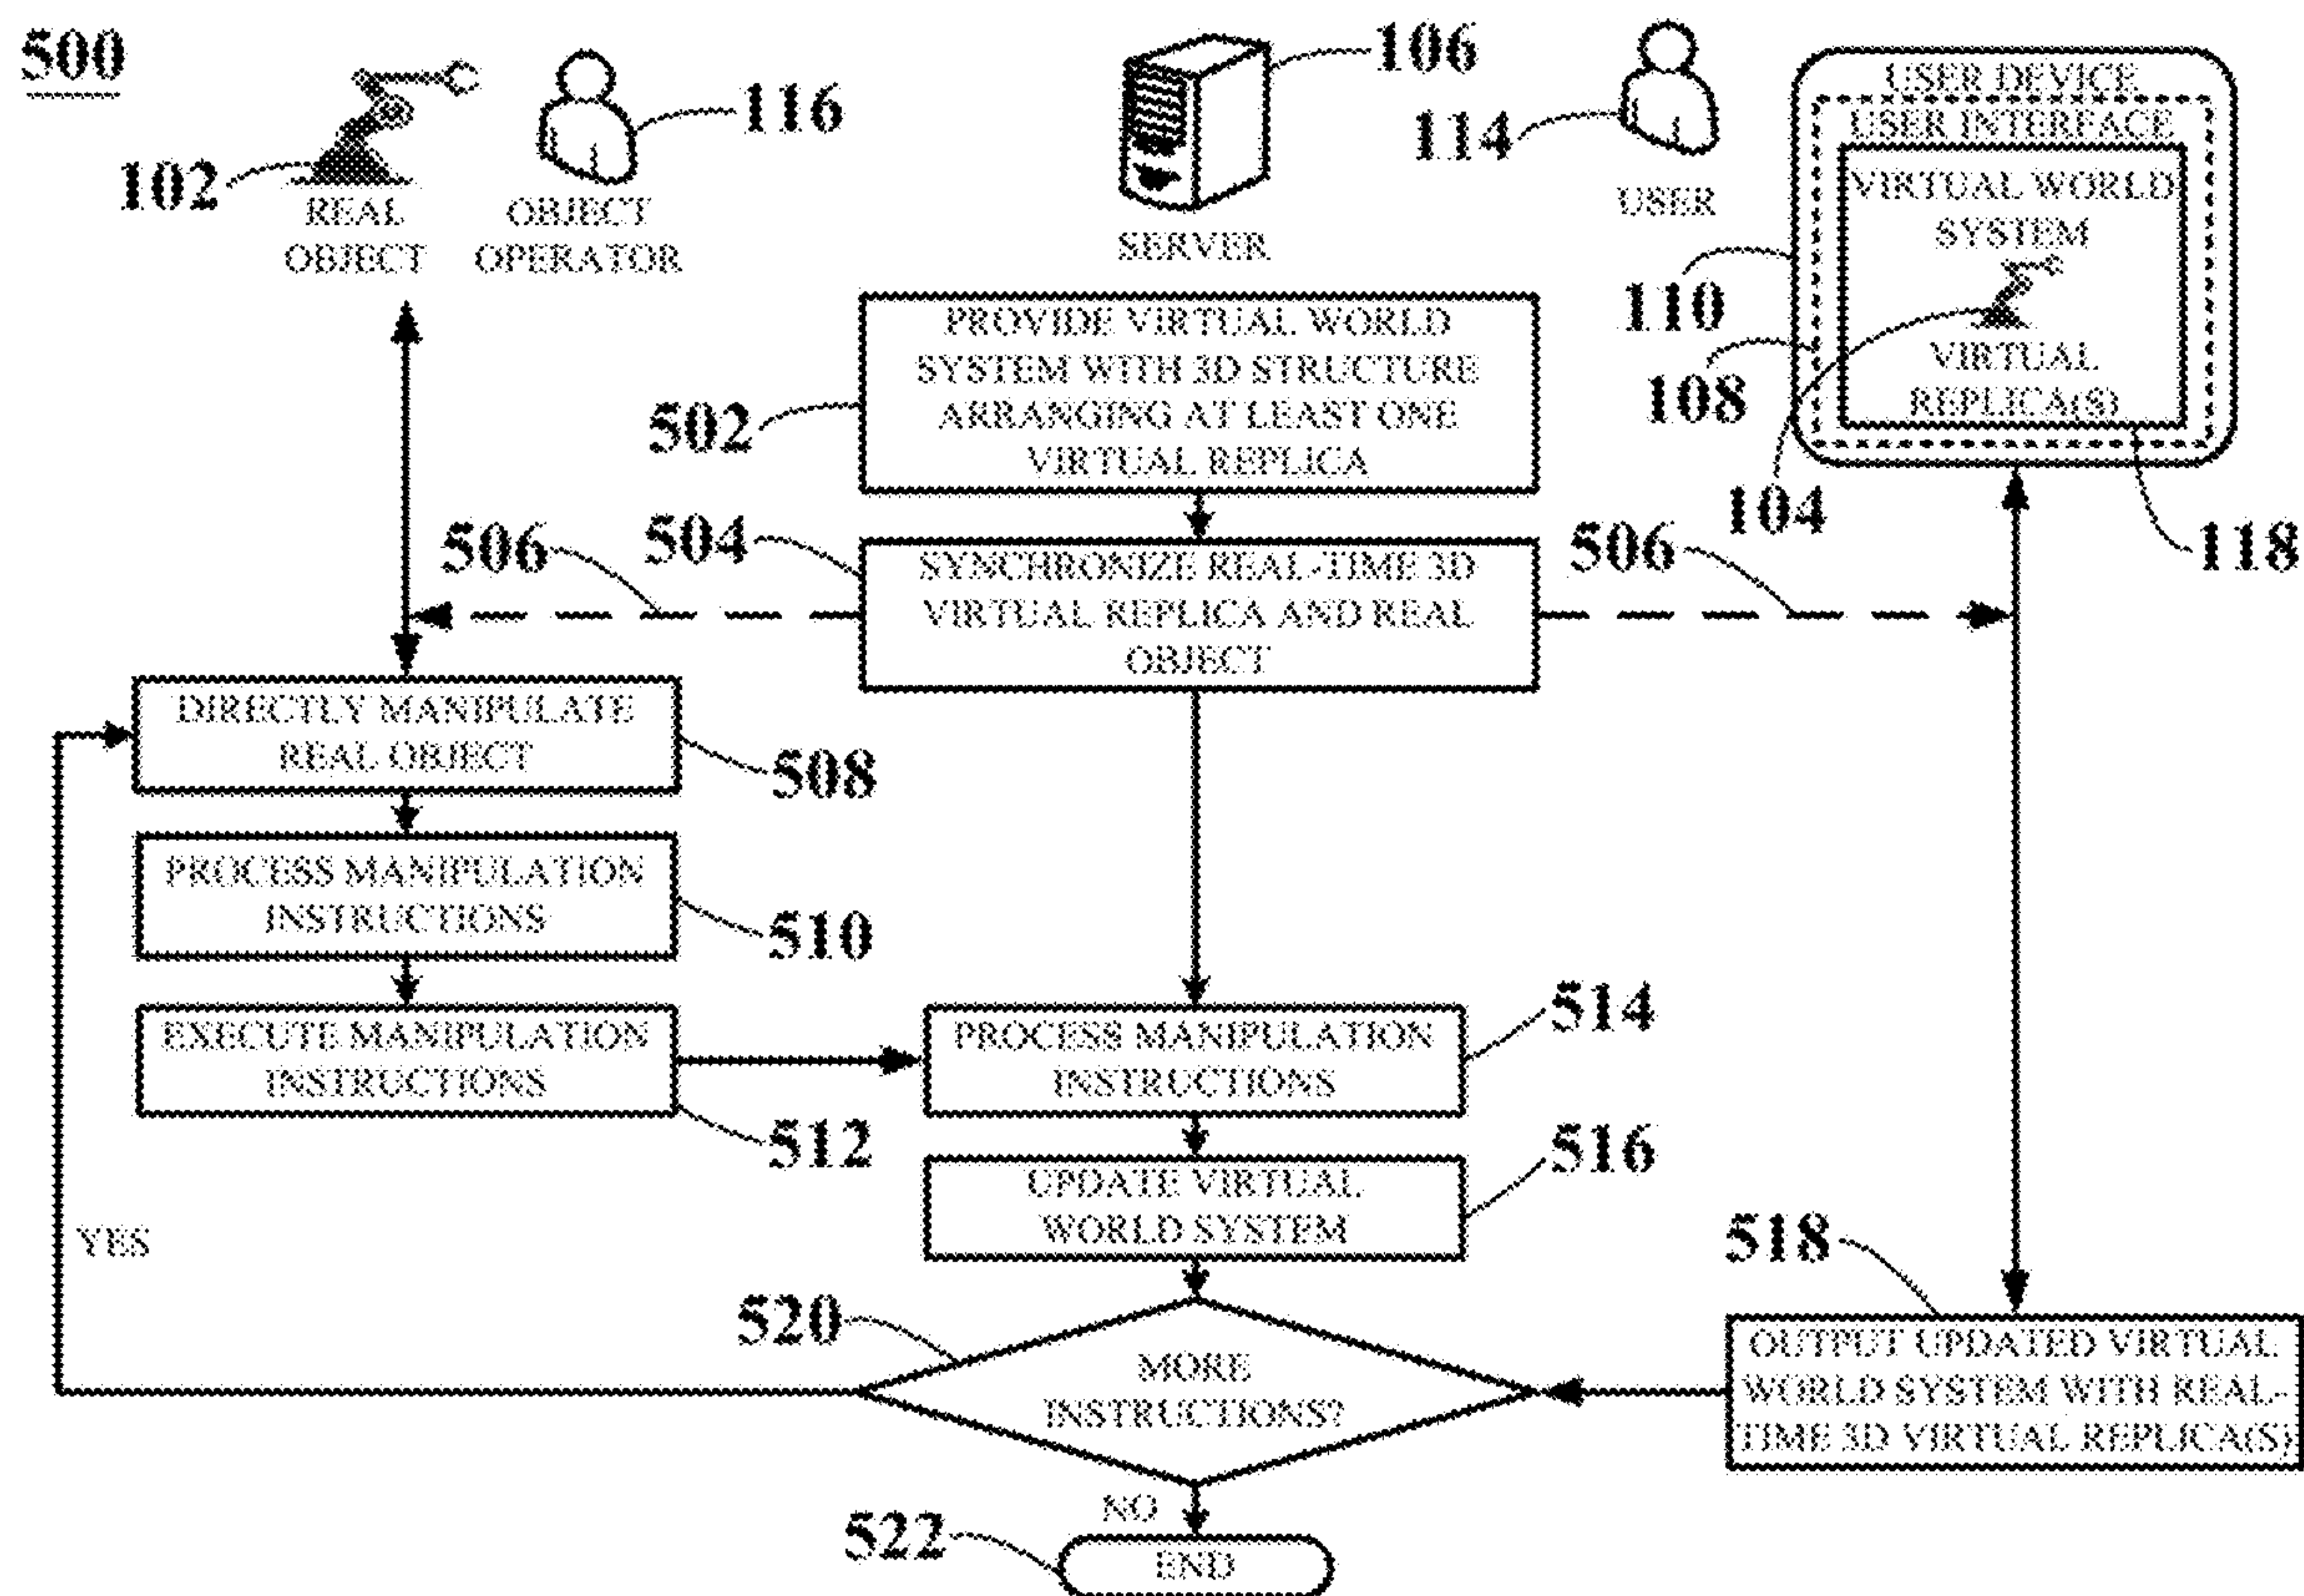 500
102
REAL
OBJECT
116
OBJECT
OPERATOR
106
SERVER
114
USER
USER DEVICE
USER INTERFACE
VIRTUAL WORLD
SYSTEM
VIRTUAL
REPLICA(S)
110
108
104
118
502
PROVIDE VIRTUAL WORLD
SYSTEM WITH 3D STRUCTURE
ARRANGING AT LEAST ONE
VIRTUAL REPLICA
504
SYNCHRONIZE REAL-TIME 3D
VIRTUAL REPLICA AND REAL
OBJECT
506
506
DIRECTLY MANIPULATE
REAL OBJECT
508
PROCESS MANIPULATION
INSTRUCTIONS
510
EXECUTE MANIPULATION
INSTRUCTIONS
512
PROCESS MANIPULATION
INSTRUCTIONS
514
UPDATE VIRTUAL
WORLD SYSTEM
516
518
OUTPUT UPDATED VIRTUAL
WORLD SYSTEM WITH REAL-
TIME 3D VIRTUAL REPLICA(S)
YES
520
MORE
INSTRUCTIONS?
NO
522
END